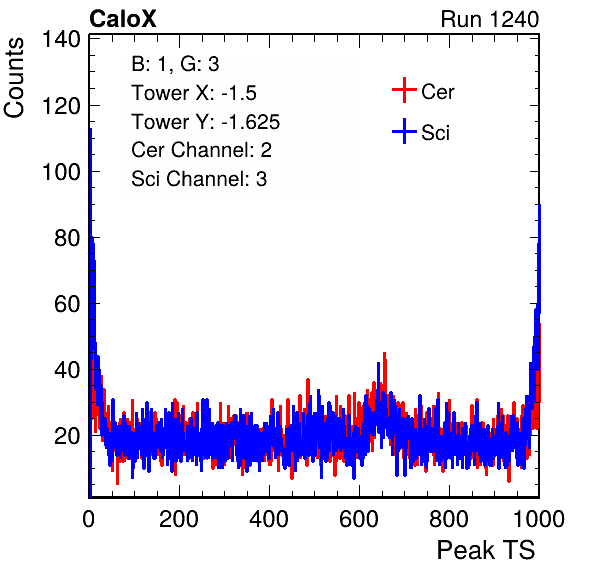 CaloX Run 1240
Counts
140
120
100
80
60
40
20
B: 1, G: 3
Tower X: -1.5
Tower Y: -1.625
Cer Channel: 2
Sci Channel: 3
Cer
Sci
0 200 400 600 800 1000
Peak TS